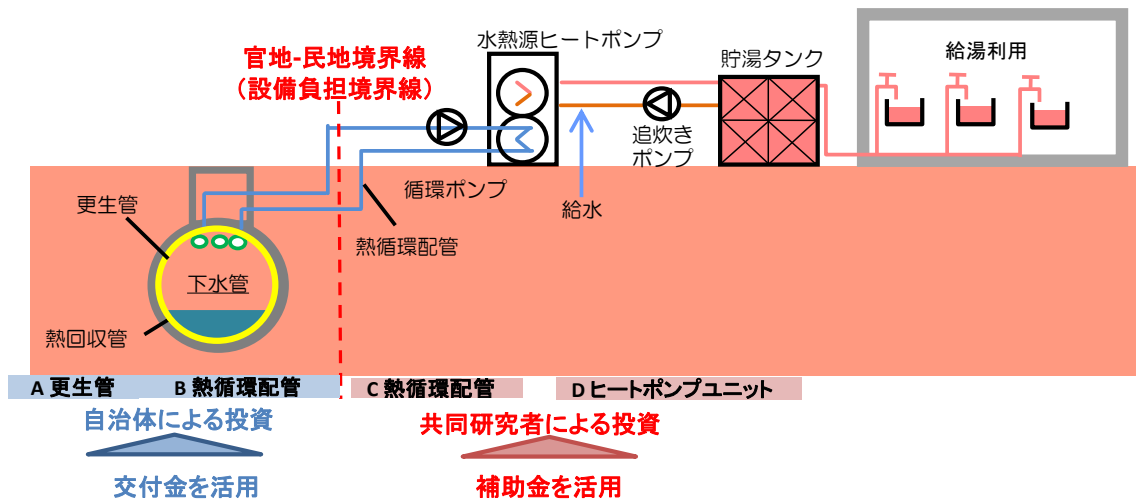 官地-民地境界線
（設備負担境界線）
水熱源ヒートポンプ
貯湯タンク
給湯利用
追炊き
ポンプ
循環ポンプ
給水
更生管
熱循環配管
下水管
熱回収管
A 更生管
B 熱循環配管
C 熱循環配管
D ヒートポンプユニット
自治体による投資
共同研究者による投資
交付金を活用
補助金を活用